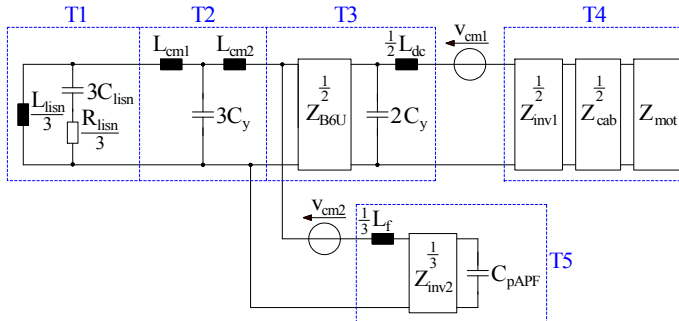 T1
T2
T3
T4
L_cm1
L_cm2
1/2 L_dc
v_cm1
3C_lisn
L_lisn/3
R_lisn/3
3C_y
1/2
Z_B6U
2C_y
1/2
Z_inv1
1/2
Z_cab
Z_mot
v_cm2
1/3 L_f
1/3
Z_inv2
C_pAPF
T5